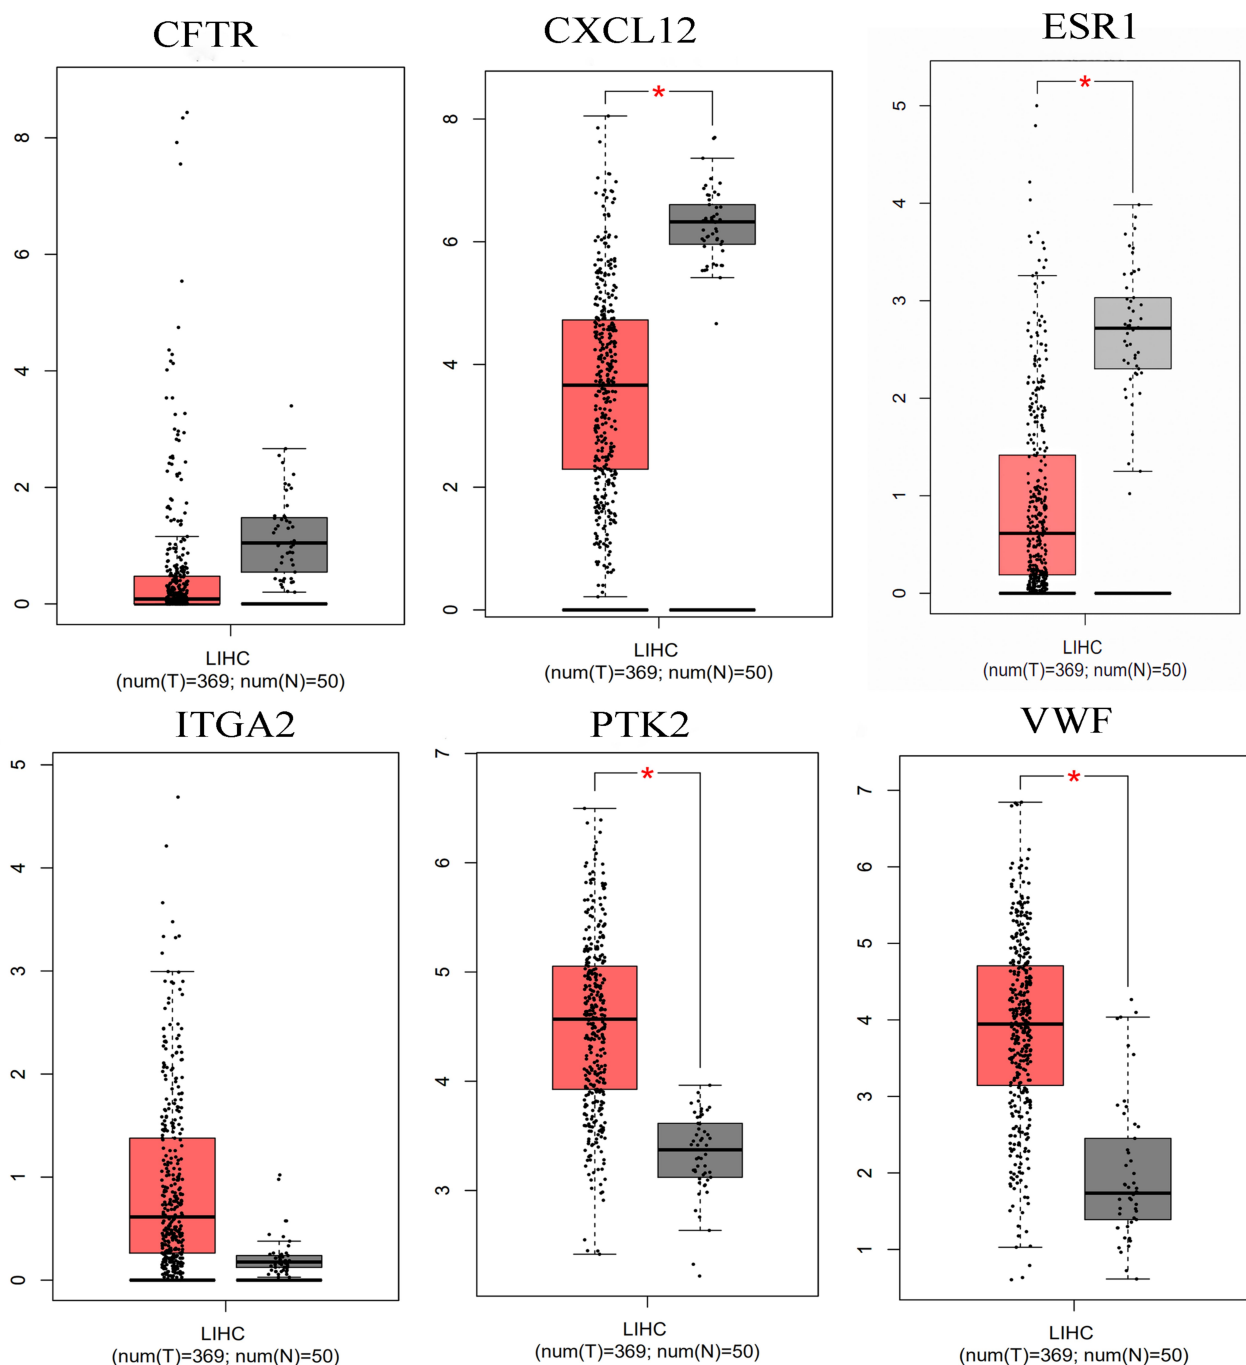 CFTR
CXCL12
ESR1
8
6
4
2
0
LIHC
(num(T)=369; num(N)=50)
*
8
6
4
2
0
LIHC
(num(T)=369; num(N)=50)
*
5
4
3
2
1
0
LIHC
(num(T)=369; num(N)=50)
ITGA2
PTK2
VWF
5
4
3
2
1
0
LIHC
(num(T)=369; num(N)=50)
*
7
6
5
4
3
LIHC
(num(T)=369; num(N)=50)
*
7
6
5
4
3
2
1
LIHC
(num(T)=369; num(N)=50)